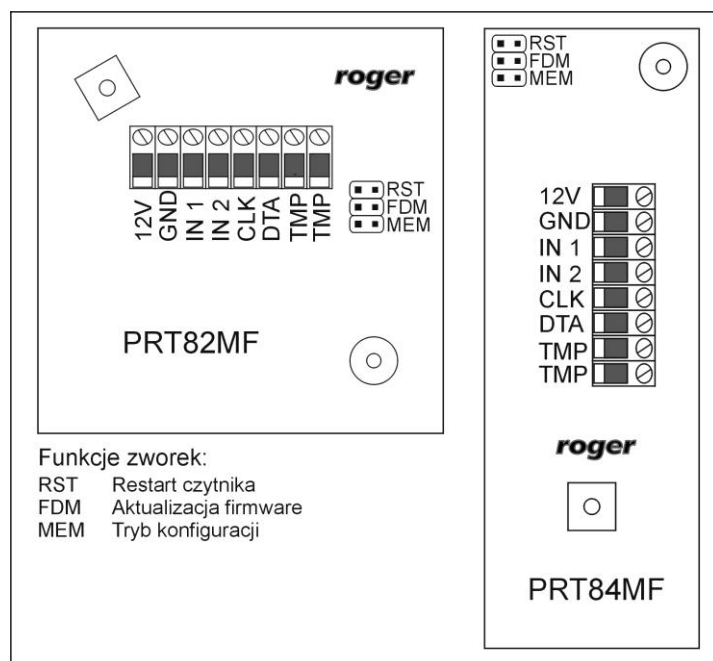 roger
RST
FDM
MEM
12V
GND
IN 1
IN 2
CLK
DTA
TMP
TMP
PRT82MF
Funkcje zworek:
RST Restart czytnika
FDM Aktualizacja firmware
MEM Tryb konfiguracji
RST
FDM
MEM
12V
GND
IN 1
IN 2
CLK
DTA
TMP
TMP
roger
PRT84MF